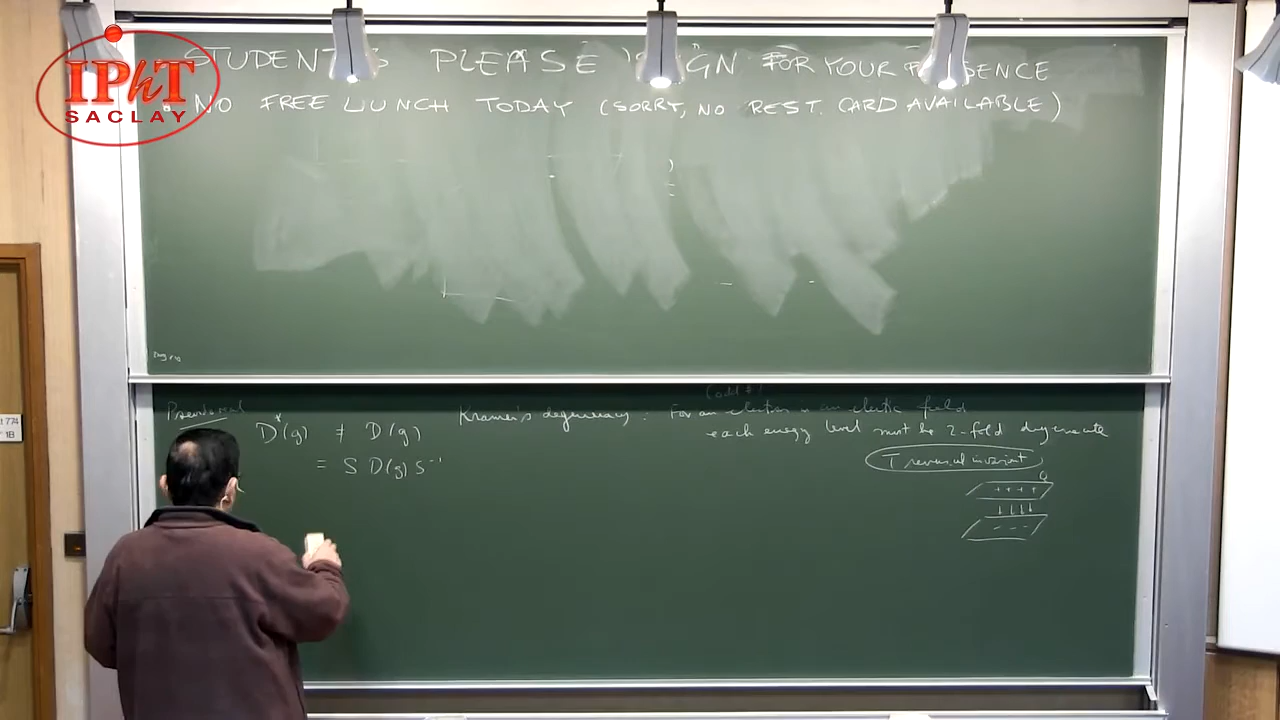 IPhT
SACLAY
STUDENTS PLEASE SIGN FOR YOUR PRESENCE
NO FREE LUNCH TODAY (SORRY, NO REST. CARD AVAILABLE)
Pseudoreal
D*(g) ≠ D(g)
= S D(g) S⁻¹
(odd #)
Kramer's degeneracy : For an electron in an electric field
each energy level must be 2-fold degenerate
T reversal invariant
+ + + +
↓ ↓ ↓ ↓
- - -